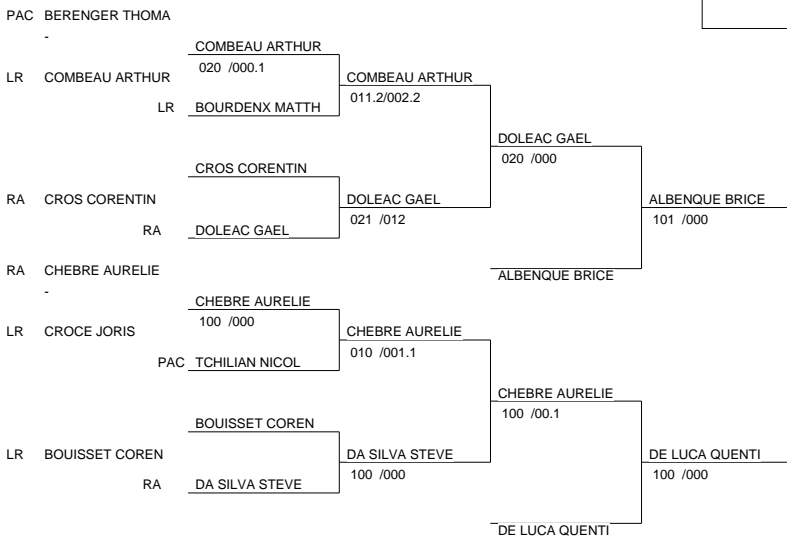 PAC BERENGER THOMA
-
COMBEAU ARTHUR
020 /000.1
LR COMBEAU ARTHUR
COMBEAU ARTHUR
011.2/002.2
LR BOURDENX MATTH
DOLEAC GAEL
020 /000
CROS CORENTIN
RA CROS CORENTIN
DOLEAC GAEL
021 /012
ALBENQUE BRICE
101 /000
RA DOLEAC GAEL
RA CHEBRE AURELIE
-
ALBENQUE BRICE
CHEBRE AURELIE
100 /000
LR CROCE JORIS
CHEBRE AURELIE
010 /001.1
PAC TCHILIAN NICOL
CHEBRE AURELIE
100 /00.1
BOUISSET COREN
LR BOUISSET COREN
DA SILVA STEVE
100 /000
DE LUCA QUENTI
100 /000
RA DA SILVA STEVE
DE LUCA QUENTI